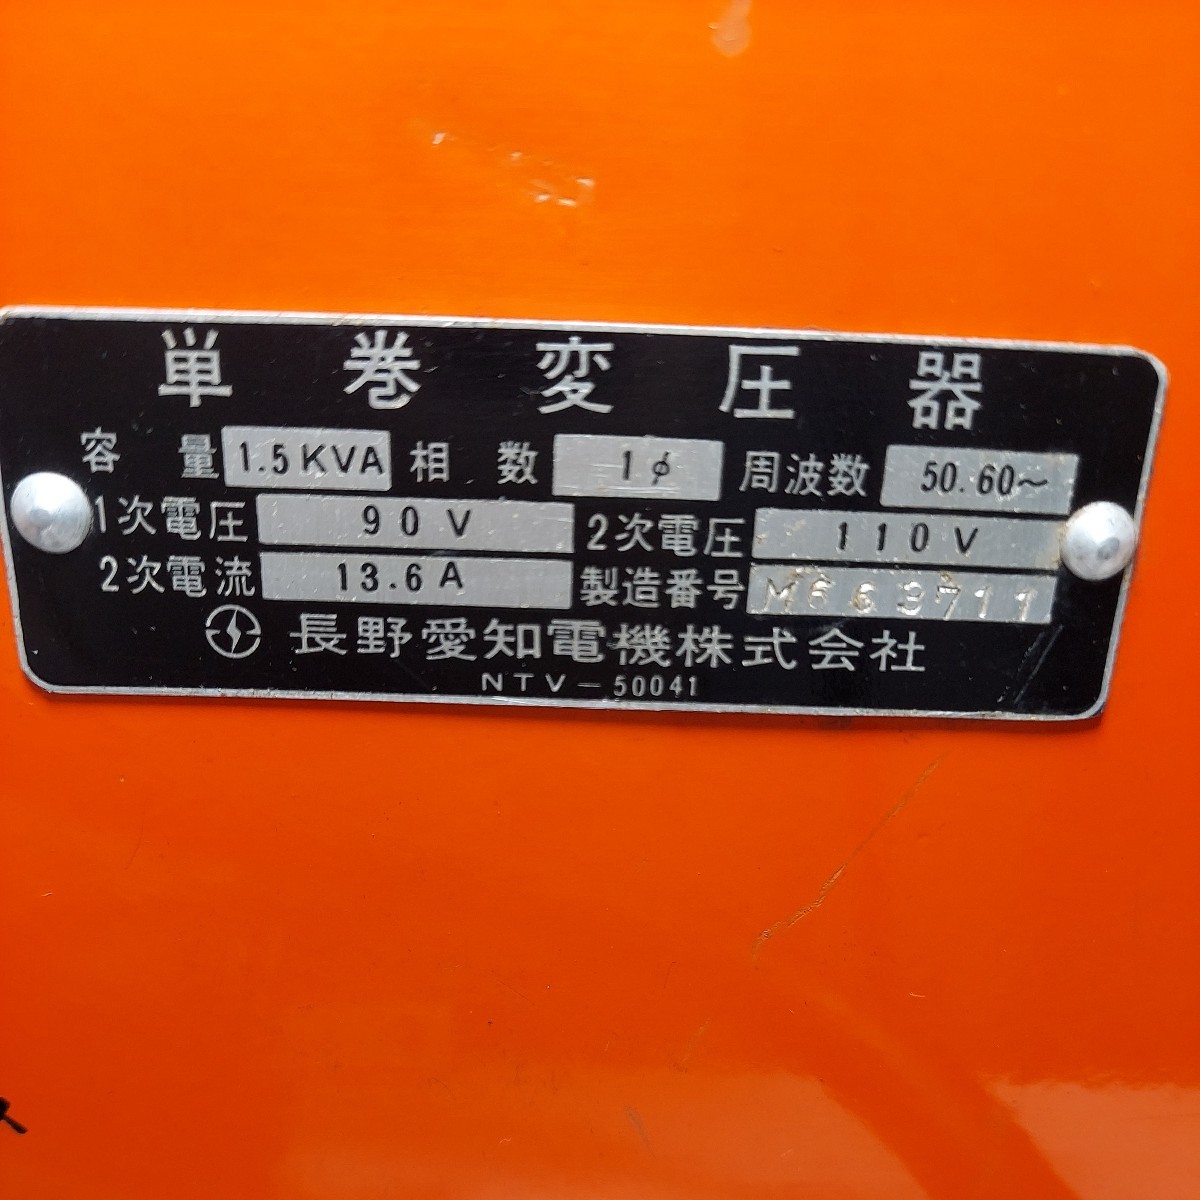 単巻変圧器
容量 1.5KVA 相数 1φ 周波数 50.60～
1次電圧 90V 2次電圧 110V
2次電流 13.6A 製造番号
長野愛知電機株式会社
NTV-50041